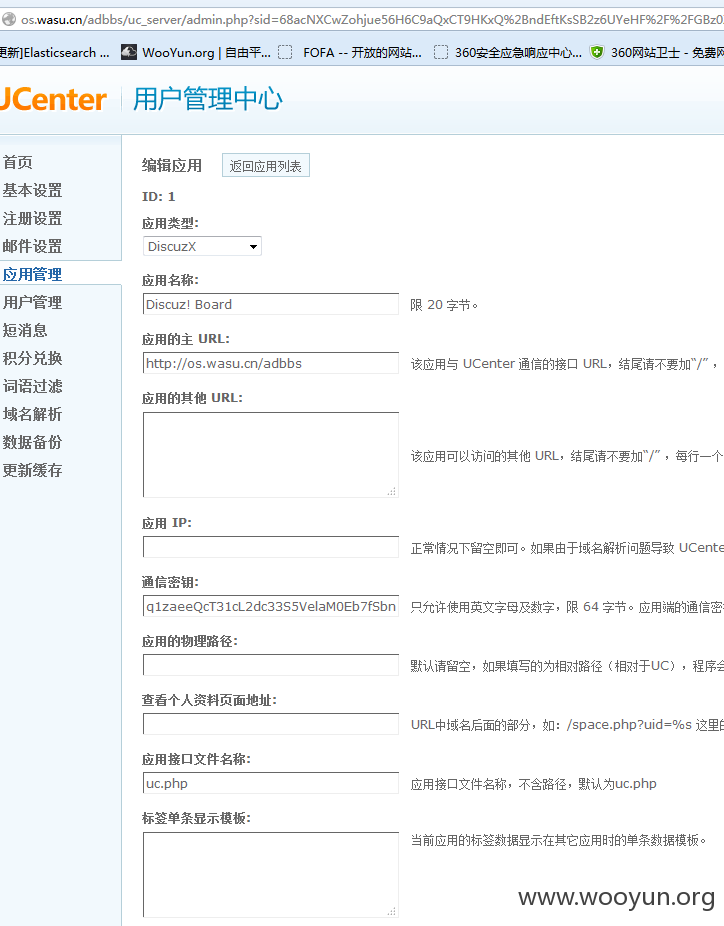 os.wasu.cn/adbbs/uc_server/admin.php?sid=68acNXCwZohjue56H6C9aQxCT9HKxQ%2BndEftKsSB2z6UYeHF%2F%2FGBz0
更新]Elasticsearch ... WooYun.org | 自由平... FOFA -- 开放的网站... 360安全应急响应中心... 360网站卫士 - 免费网
UCenter 用户管理中心
首页
基本设置
注册设置
邮件设置
应用管理
用户管理
短消息
积分兑换
词语过滤
域名解析
数据备份
更新缓存
编辑应用 返回应用列表
ID: 1
应用类型:
DiscuzX
应用名称:
Discuz! Board 限 20 字节。
应用的主 URL:
http://os.wasu.cn/adbbs 该应用与 UCenter 通信的接口 URL，结尾请不要加“/” ，
应用的其他 URL:
该应用可以访问的其他 URL，结尾请不要加“/” ，每行一个
应用 IP:
正常情况下留空即可。如果由于域名解析问题导致 UCente
通信密钥:
q1zaeeQcT31cL2dc33S5VelaM0Eb7fSbn 只允许使用英文字母及数字，限 64 字节。应用端的通信密
应用的物理路径:
默认请留空，如果填写的为相对路径（相对于UC），程序会
查看个人资料页面地址:
URL中域名后面的部分，如：/space.php?uid=%s 这里的
应用接口文件名称:
uc.php 应用接口文件名称，不含路径，默认为uc.php
标签单条显示模板:
当前应用的标签数据显示在其它应用时的单条数据模板。
www.wooyun.org